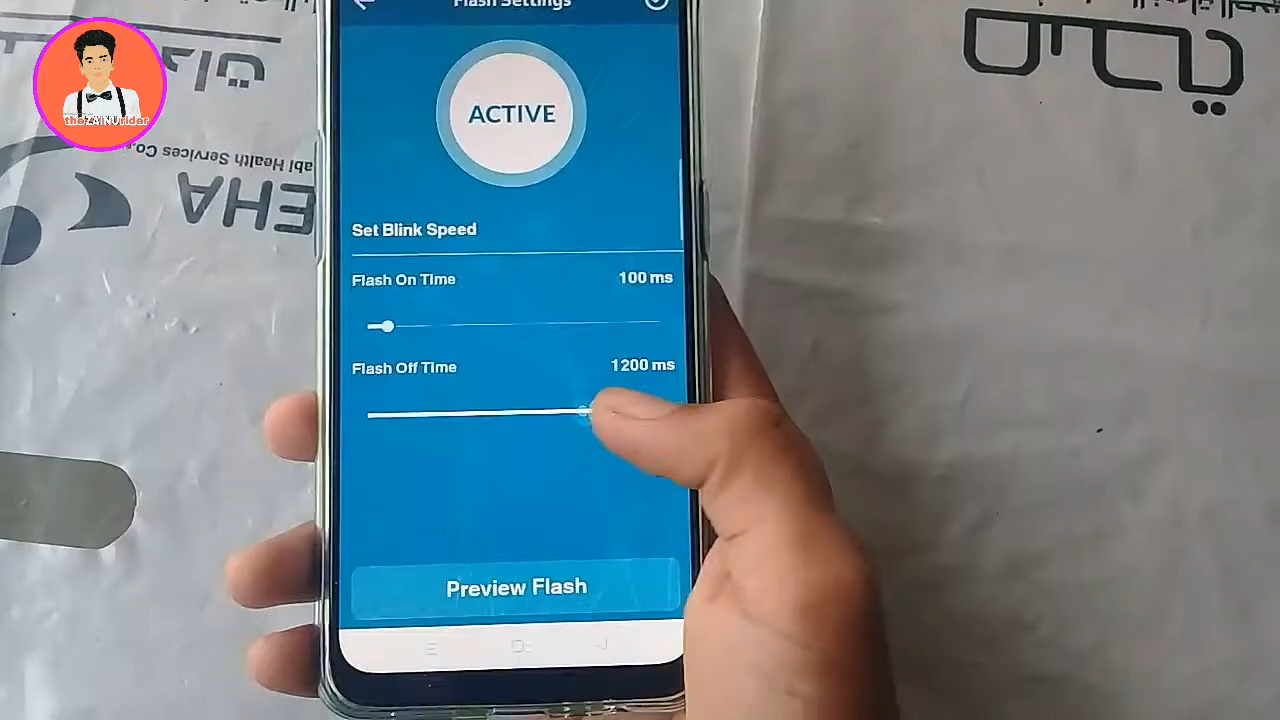 Flash Settings
ACTIVE
Set Blink Speed
Flash On Time
100 ms
Flash Off Time
1200 ms
Preview Flash
theZAINUrider
abl Health Services Co.,
EHA